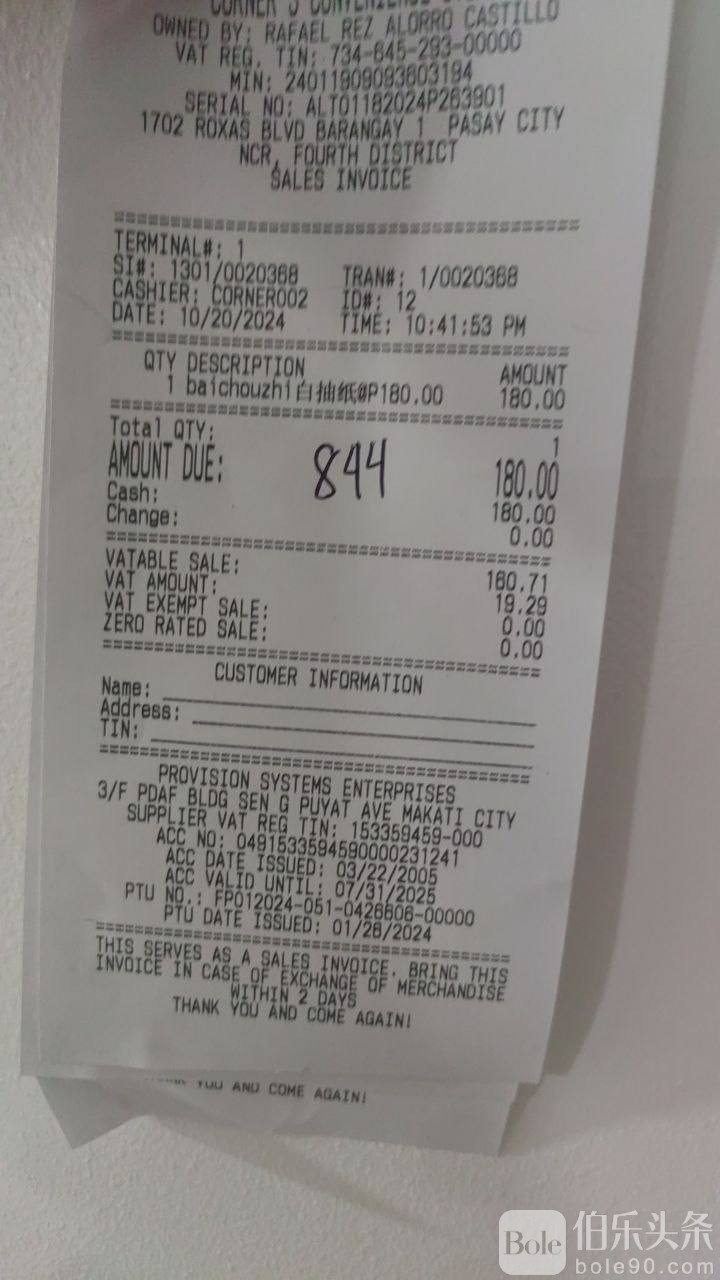 OWNED BY: RAFAEL REZ ALORRO CASTILLO
VAT REG. TIN: 734-645-293-00000
MIN: 24011909093603194
SERIAL NO: ALT01182024P263901
1702 ROXAS BLVD BARANGAY 1 PASAY CITY
NCR, FOURTH DISTRICT
SALES INVOICE
TERMINAL#: 1
SI#: 1301/0020368 TRAN#: 1/0020368
CASHIER: CORNER002 ID#: 12
DATE: 10/20/2024 TIME: 10:41:53 PM
QTY DESCRIPTION AMOUNT
1 baichouzhi白抽纸@P180.00 180.00
Total QTY: 1
AMOUNT DUE: 844 180.00
Cash: 180.00
Change: 0.00
VATABLE SALE: 160.71
VAT AMOUNT: 19.29
VAT EXEMPT SALE: 0.00
ZERO RATED SALE: 0.00
CUSTOMER INFORMATION
Name:
Address:
TIN:
PROVISION SYSTEMS ENTERPRISES
3/F PDAF BLDG SEN G PUYAT AVE MAKATI CITY
SUPPLIER VAT REG TIN: 153359459-000
ACC NO: 0491533594590000231241
ACC DATE ISSUED: 03/22/2005
ACC VALID UNTIL: 07/31/2025
PTU NO.: FP012024-051-0426606-00000
PTU DATE ISSUED: 01/26/2024
THIS SERVES AS A SALES INVOICE. BRING THIS
INVOICE IN CASE OF EXCHANGE OF MERCHANDISE
WITHIN 2 DAYS
THANK YOU AND COME AGAIN!
YOU AND COME AGAIN!
Bole 伯乐头条
bole90.com